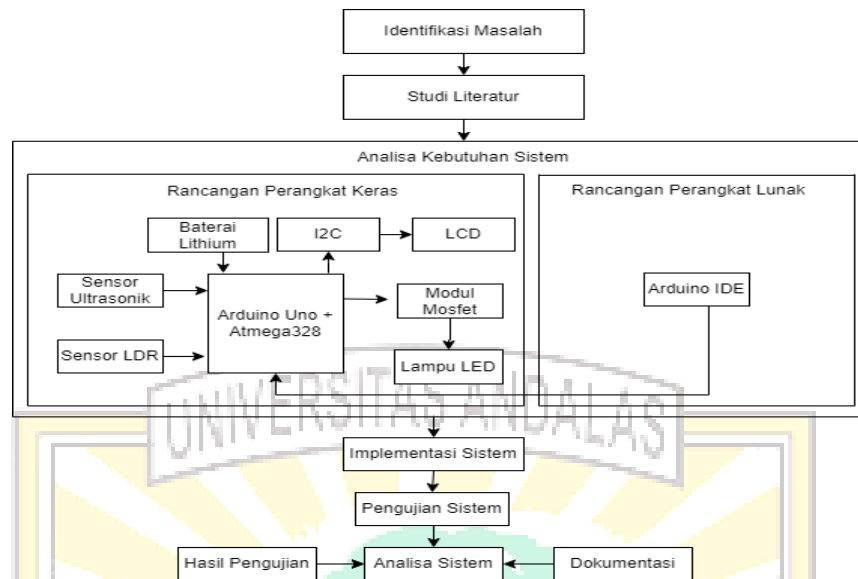 Identifikasi Masalah
Studi Literatur
Analisa Kebutuhan Sistem
Rancangan Perangkat Keras
Rancangan Perangkat Lunak
Baterai
Lithium
I2C
LCD
Sensor
Ultrasonik
Arduino Uno +
Atmega328
Modul
Mosfet
Arduino IDE
Sensor LDR
Lampu LED
UNIVERSITAS ANDALAS
Implementasi Sistem
Pengujian Sistem
Hasil Pengujian
Analisa Sistem
Dokumentasi